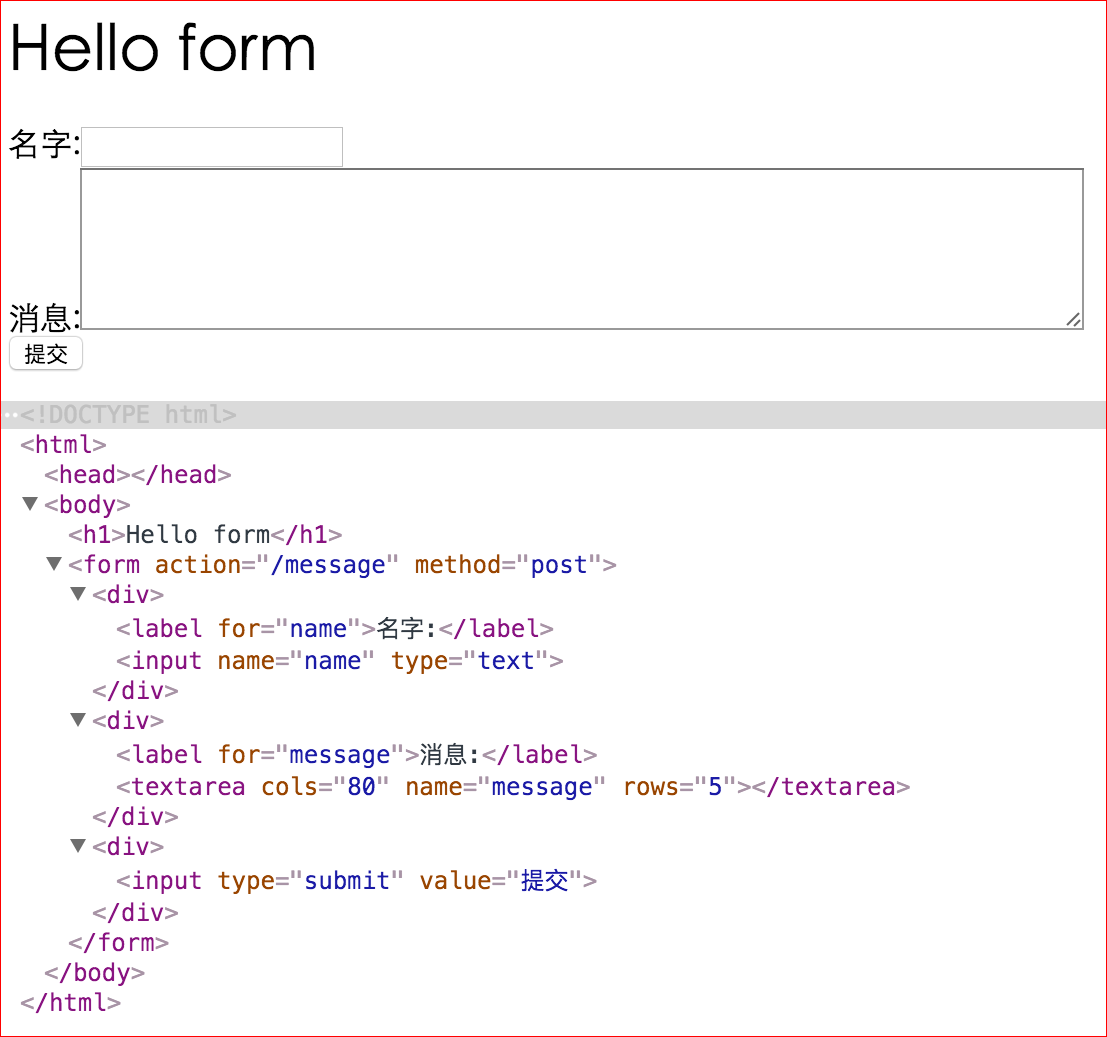 Hello form
名字:
消息:
提交
<!DOCTYPE html>
<html>
<head></head>
<body>
<h1>Hello form</h1>
<form action="/message" method="post">
<div>
<label for="name">名字:</label>
<input name="name" type="text">
</div>
<div>
<label for="message">消息:</label>
<textarea cols="80" name="message" rows="5"></textarea>
</div>
<div>
<input type="submit" value="提交">
</div>
</form>
</body>
</html>